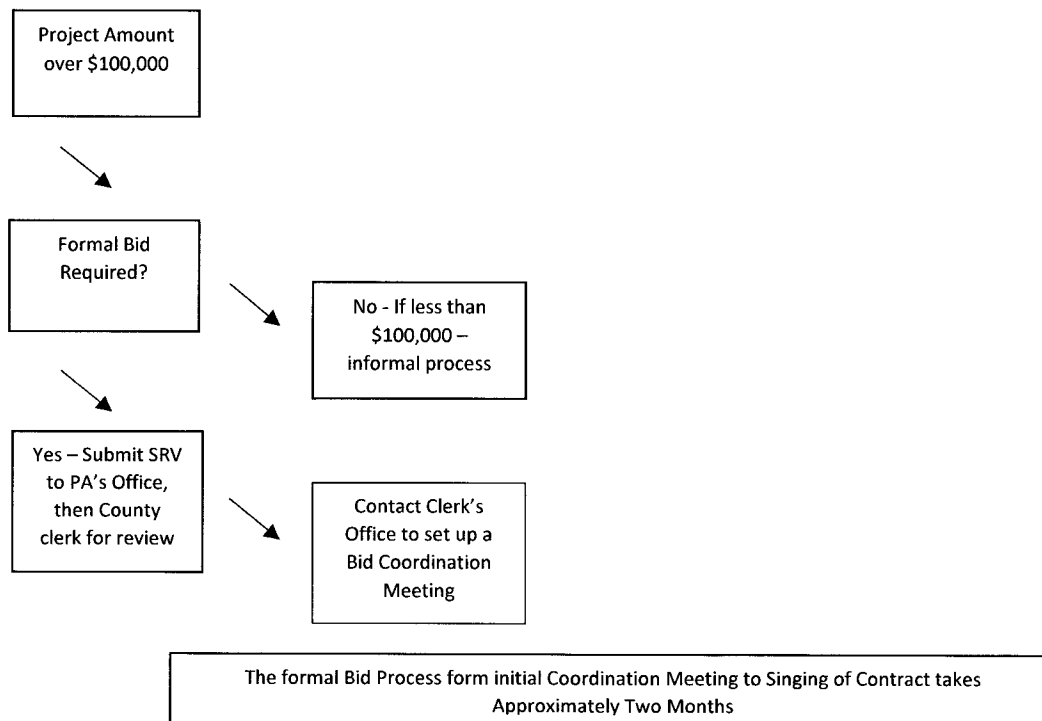 Project Amount
over $100,000
Formal Bid
Required?
No - If less than
$100,000 –
informal process
Yes – Submit SRV
to PA's Office,
then County
clerk for review
Contact Clerk's
Office to set up a
Bid Coordination
Meeting
The formal Bid Process form initial Coordination Meeting to Singing of Contract takes
Approximately Two Months